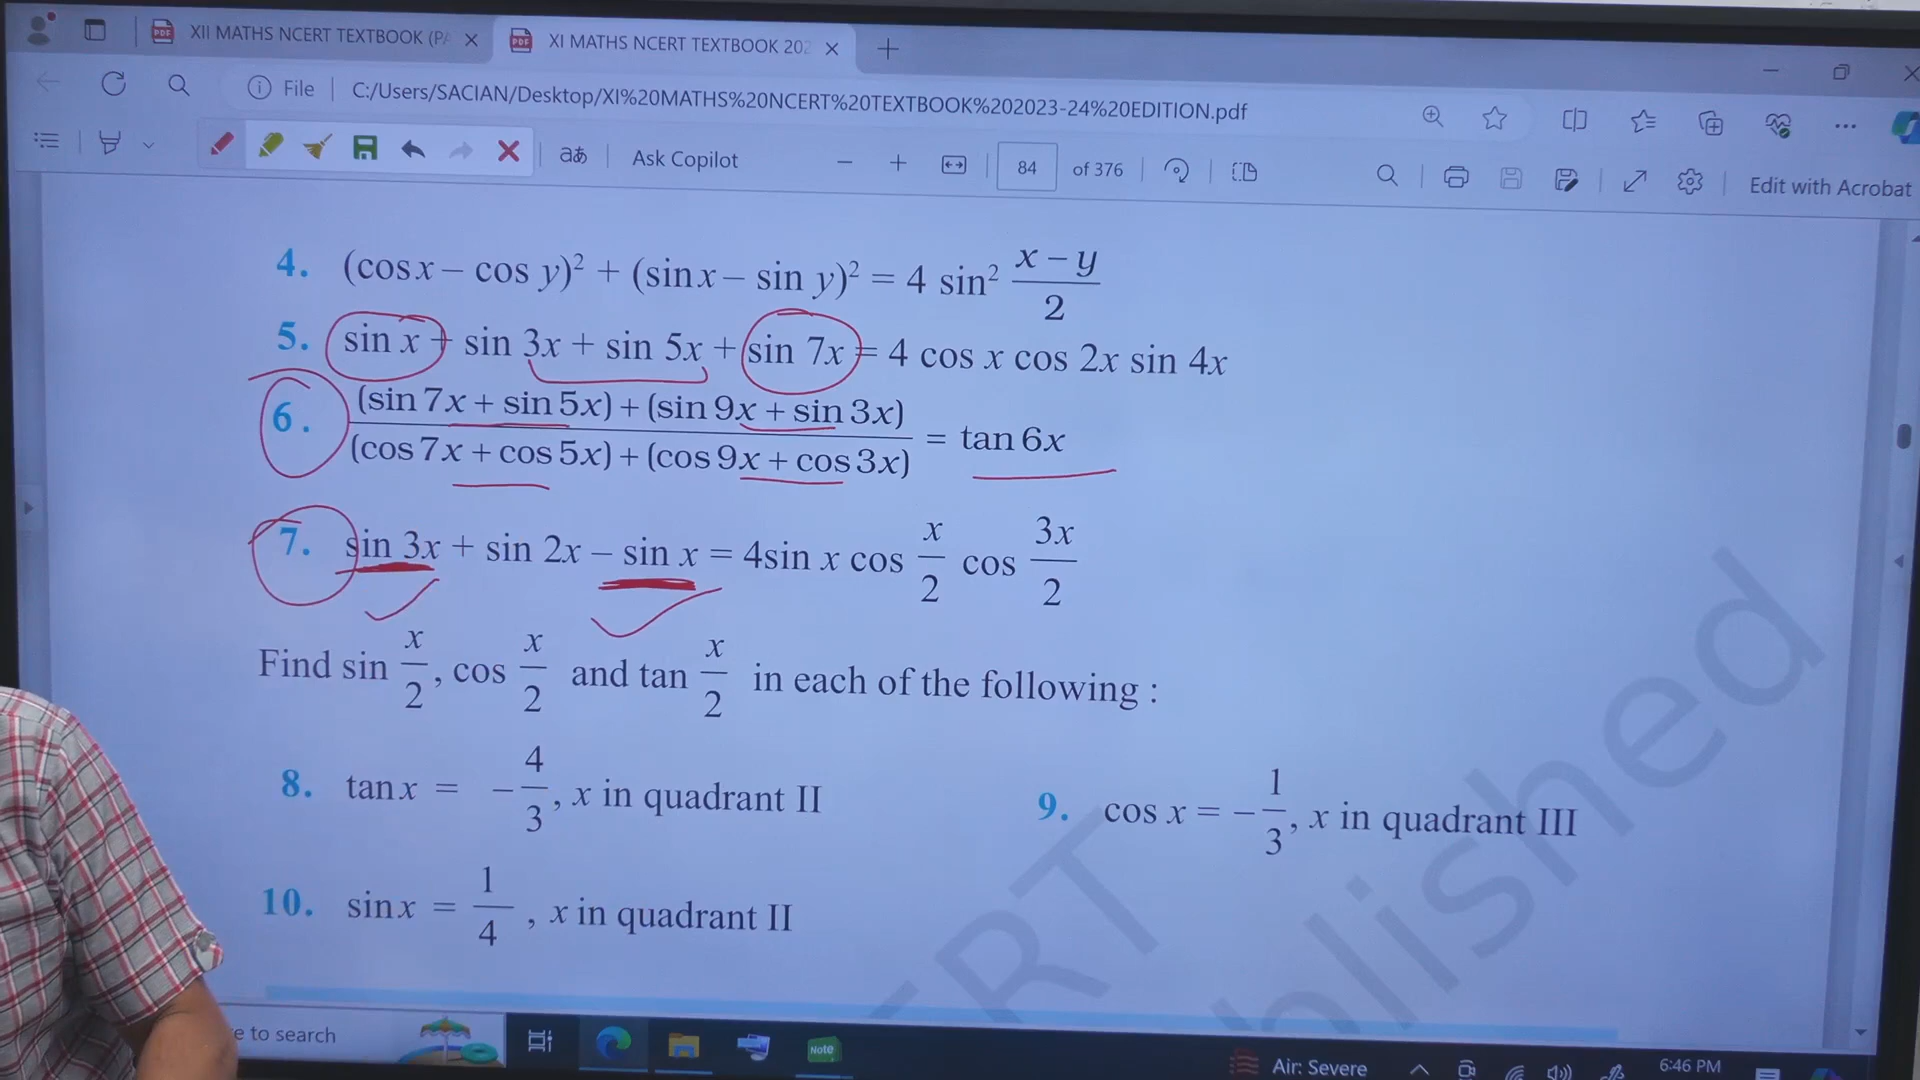 XII MATHS NCERT TEXTBOOK (PA
XI MATHS NCERT TEXTBOOK 202
File
C:/Users/SACIAN/Desktop/XI%20MATHS%20NCERT%20TEXTBOOK%202023-24%20EDITION.pdf
aあ Ask Copilot 84 of 376 Edit with Acrobat
4. (cos x – cos y)² + (sin x – sin y)² = 4 sin² (x – y)/2
5. sin x + sin 3x + sin 5x + sin 7x = 4 cos x cos 2x sin 4x
6. ((sin 7x + sin 5x) + (sin 9x + sin 3x))/((cos 7x + cos 5x) + (cos 9x + cos 3x)) = tan 6x
7. sin 3x + sin 2x – sin x = 4sin x cos x/2 cos 3x/2
Find sin x/2, cos x/2 and tan x/2 in each of the following :
8. tan x = –4/3, x in quadrant II
9. cos x = –1/3, x in quadrant III
10. sin x = 1/4, x in quadrant II
ERT
blished
e to search
Note
Air: Severe
6:46 PM